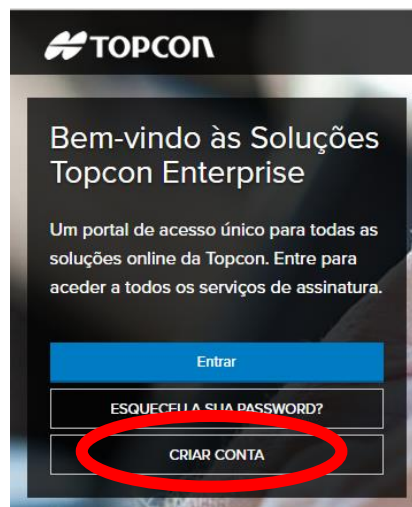 TOPCON
Bem-vindo às Soluções
Topcon Enterprise
Um portal de acesso único para todas as
soluções online da Topcon. Entre para
aceder a todos os serviços de assinatura.
Entrar
ESQUECEU A SUA PASSWORD?
CRIAR CONTA